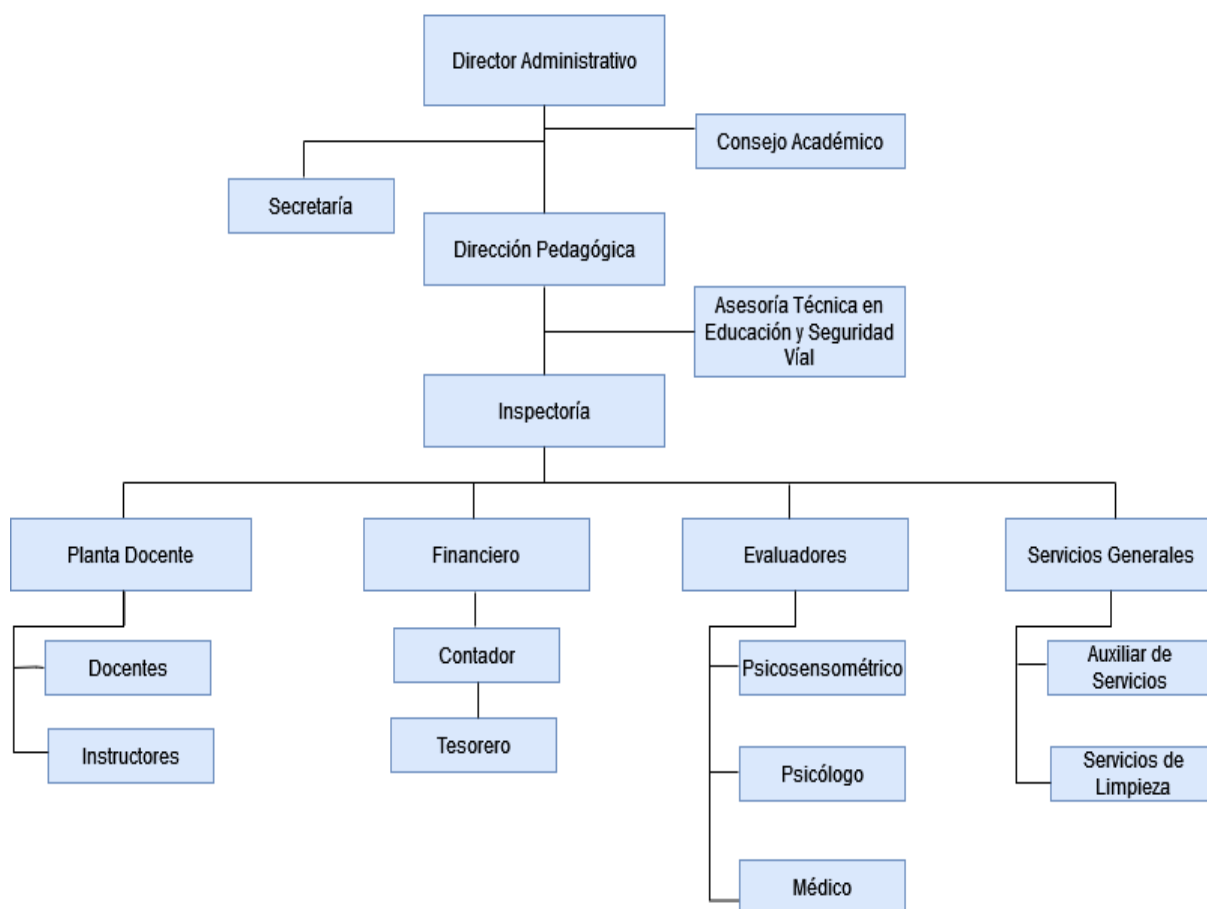 Director Administrativo
Consejo Académico
Secretaría
Dirección Pedagógica
Asesoría Técnica en
Educación y Seguridad
Víal
Inspectoría
Planta Docente
Financiero
Evaluadores
Servicios Generales
Docentes
Contador
Psicosensométrico
Auxiliar de
Servicios
Instructores
Tesorero
Psicólogo
Servicios de
Limpieza
Médico